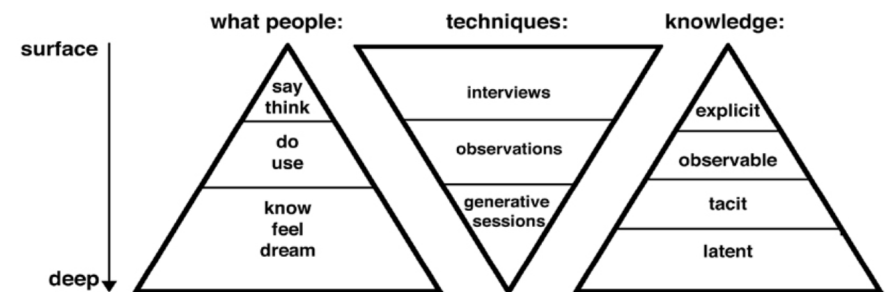 what people:
techniques:
knowledge:
surface
say
think
do
use
know
feel
dream
interviews
observations
generative
sessions
explicit
observable
tacit
latent
deep